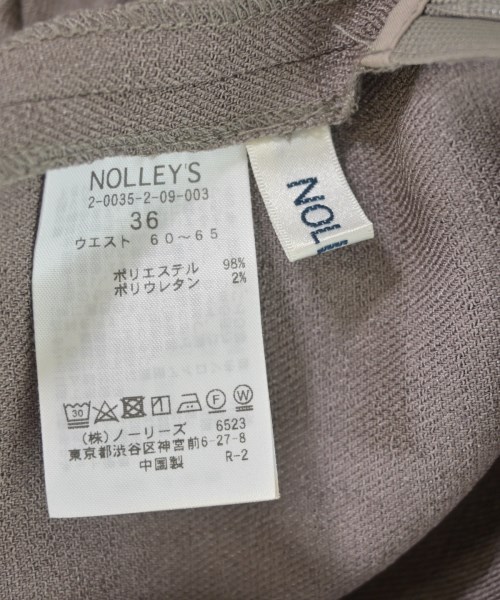 NOLLEY'S
2-0035-2-09-003
36
ウエスト 60～65
ポリエステル 98%
ポリウレタン 2%
30 F W
(株)ノーリーズ 6523
東京都渋谷区神宮前6-27-8
中国製 R-2
NOL